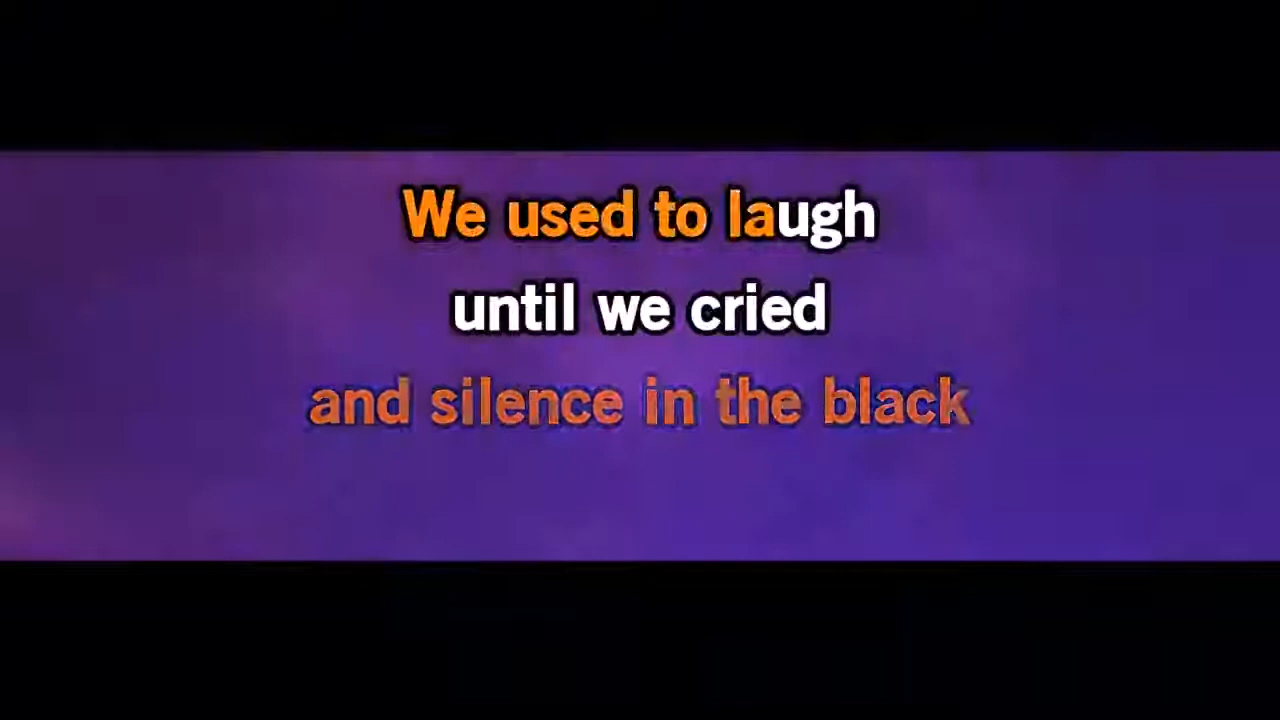 We used to laugh
until we cried
and silence in the black